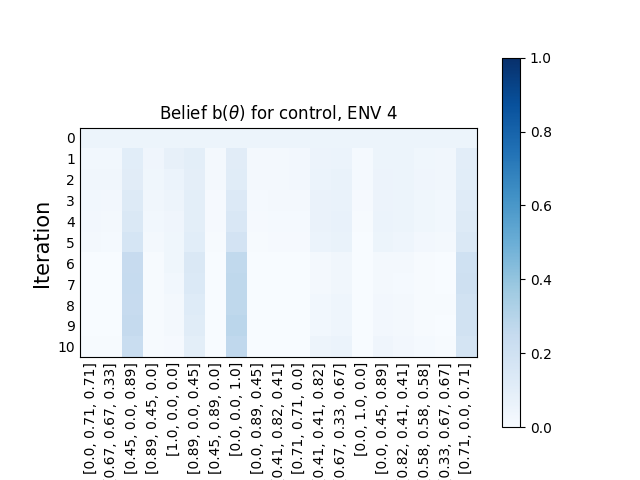 Belief b(θ) for control, ENV 4
Iteration
0
1
2
3
4
5
6
7
8
9
10
[0.0, 0.71, 0.71]
0.67, 0.67, 0.33]
[0.45, 0.0, 0.89]
[0.89, 0.45, 0.0]
[1.0, 0.0, 0.0]
[0.89, 0.0, 0.45]
[0.45, 0.89, 0.0]
[0.0, 0.0, 1.0]
[0.0, 0.89, 0.45]
0.41, 0.82, 0.41]
[0.71, 0.71, 0.0]
0.41, 0.41, 0.82]
0.67, 0.33, 0.67]
[0.0, 1.0, 0.0]
[0.0, 0.45, 0.89]
0.82, 0.41, 0.41]
0.58, 0.58, 0.58]
0.33, 0.67, 0.67]
[0.71, 0.0, 0.71]
1.0
0.8
0.6
0.4
0.2
0.0